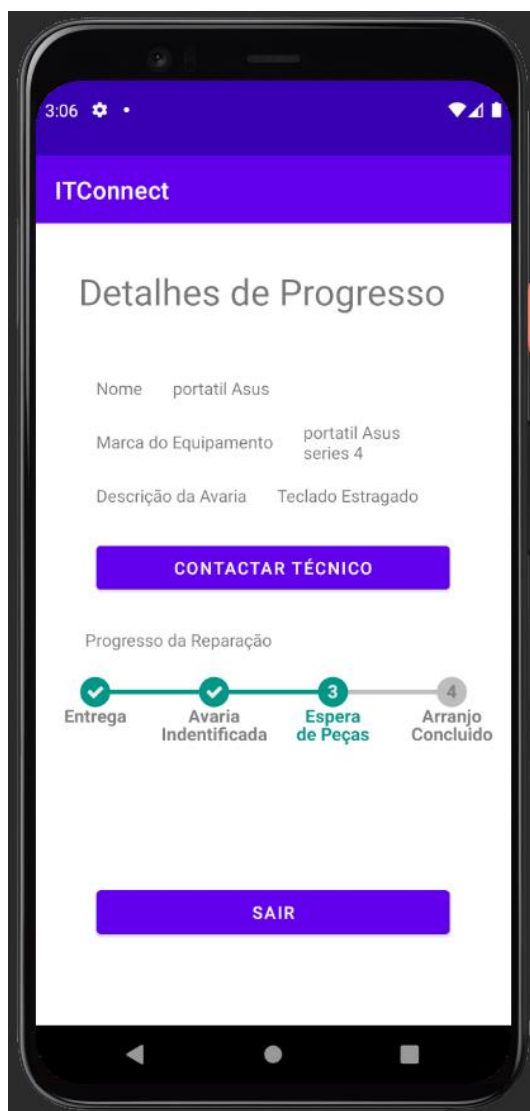 3:06
ITConnect
Detalhes de Progresso
Nome portatil Asus
Marca do Equipamento portatil Asus
series 4
Descrição da Avaria Teclado Estragado
CONTACTAR TÉCNICO
Progresso da Reparação
3 4
Entrega Avaria Espera Arranjo
Indentificada de Peças Concluido
SAIR